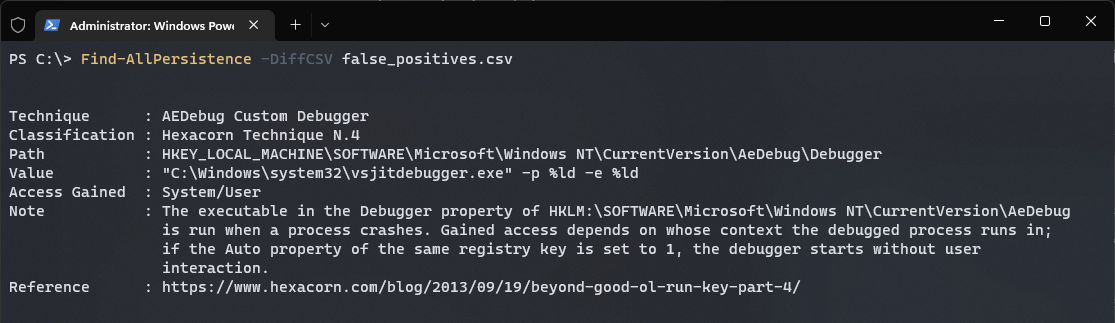 Administrator: Windows Powe
PS C:\> Find-AllPersistence -DiffCSV false_positives.csv
Technique      : AEDebug Custom Debugger
Classification : Hexacorn Technique N.4
Path           : HKEY_LOCAL_MACHINE\SOFTWARE\Microsoft\Windows NT\CurrentVersion\AeDebug\Debugger
Value          : "C:\Windows\system32\vsjitdebugger.exe" -p %ld -e %ld
Access Gained  : System/User
Note           : The executable in the Debugger property of HKLM:\SOFTWARE\Microsoft\Windows NT\CurrentVersion\AeDebug
                 is run when a process crashes. Gained access depends on whose context the debugged process runs in;
                 if the Auto property of the same registry key is set to 1, the debugger starts without user
                 interaction.
Reference      : https://www.hexacorn.com/blog/2013/09/19/beyond-good-ol-run-key-part-4/